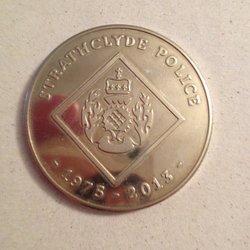 STRATHCLYDE POLICE
- 1975 - 2013 -